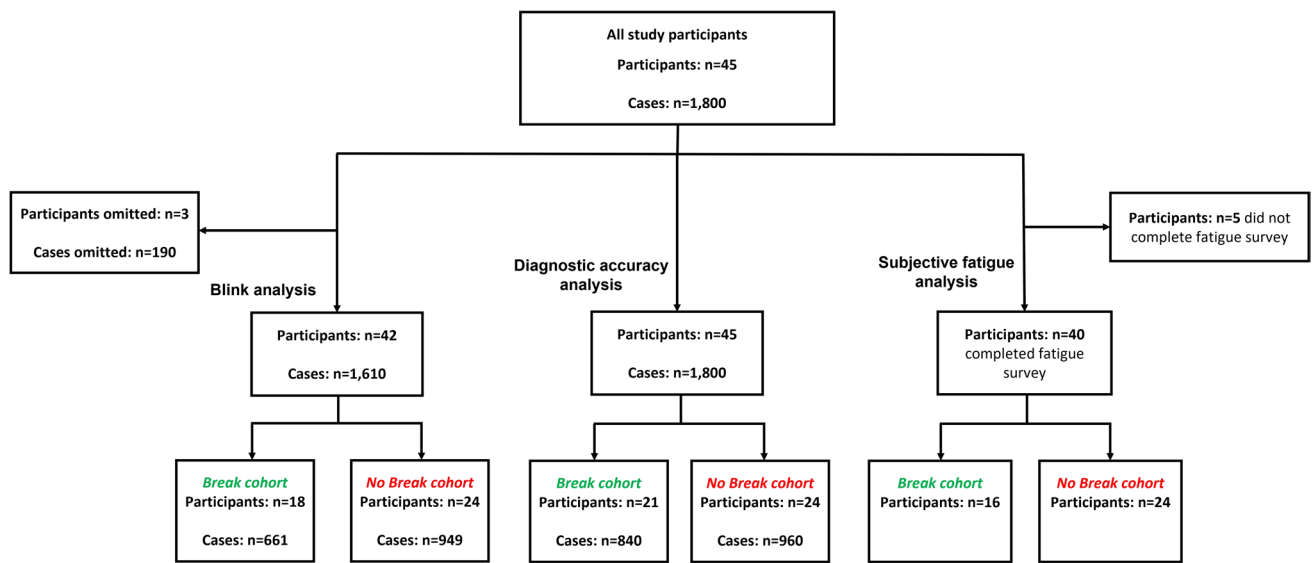 All study participants
Participants: n=45
Cases: n=1,800
Participants omitted: n=3
Cases omitted: n=190
Participants: n=5 did not
complete fatigue survey
Blink analysis
Diagnostic accuracy
analysis
Subjective fatigue
analysis
Participants: n=42
Cases: n=1,610
Participants: n=45
Cases: n=1,800
Participants: n=40
completed fatigue
survey
Break cohort
Participants: n=18
Cases: n=661
No Break cohort
Participants: n=24
Cases: n=949
Break cohort
Participants: n=21
Cases: n=840
No Break cohort
Participants: n=24
Cases: n=960
Break cohort
Participants: n=16
No Break cohort
Participants: n=24